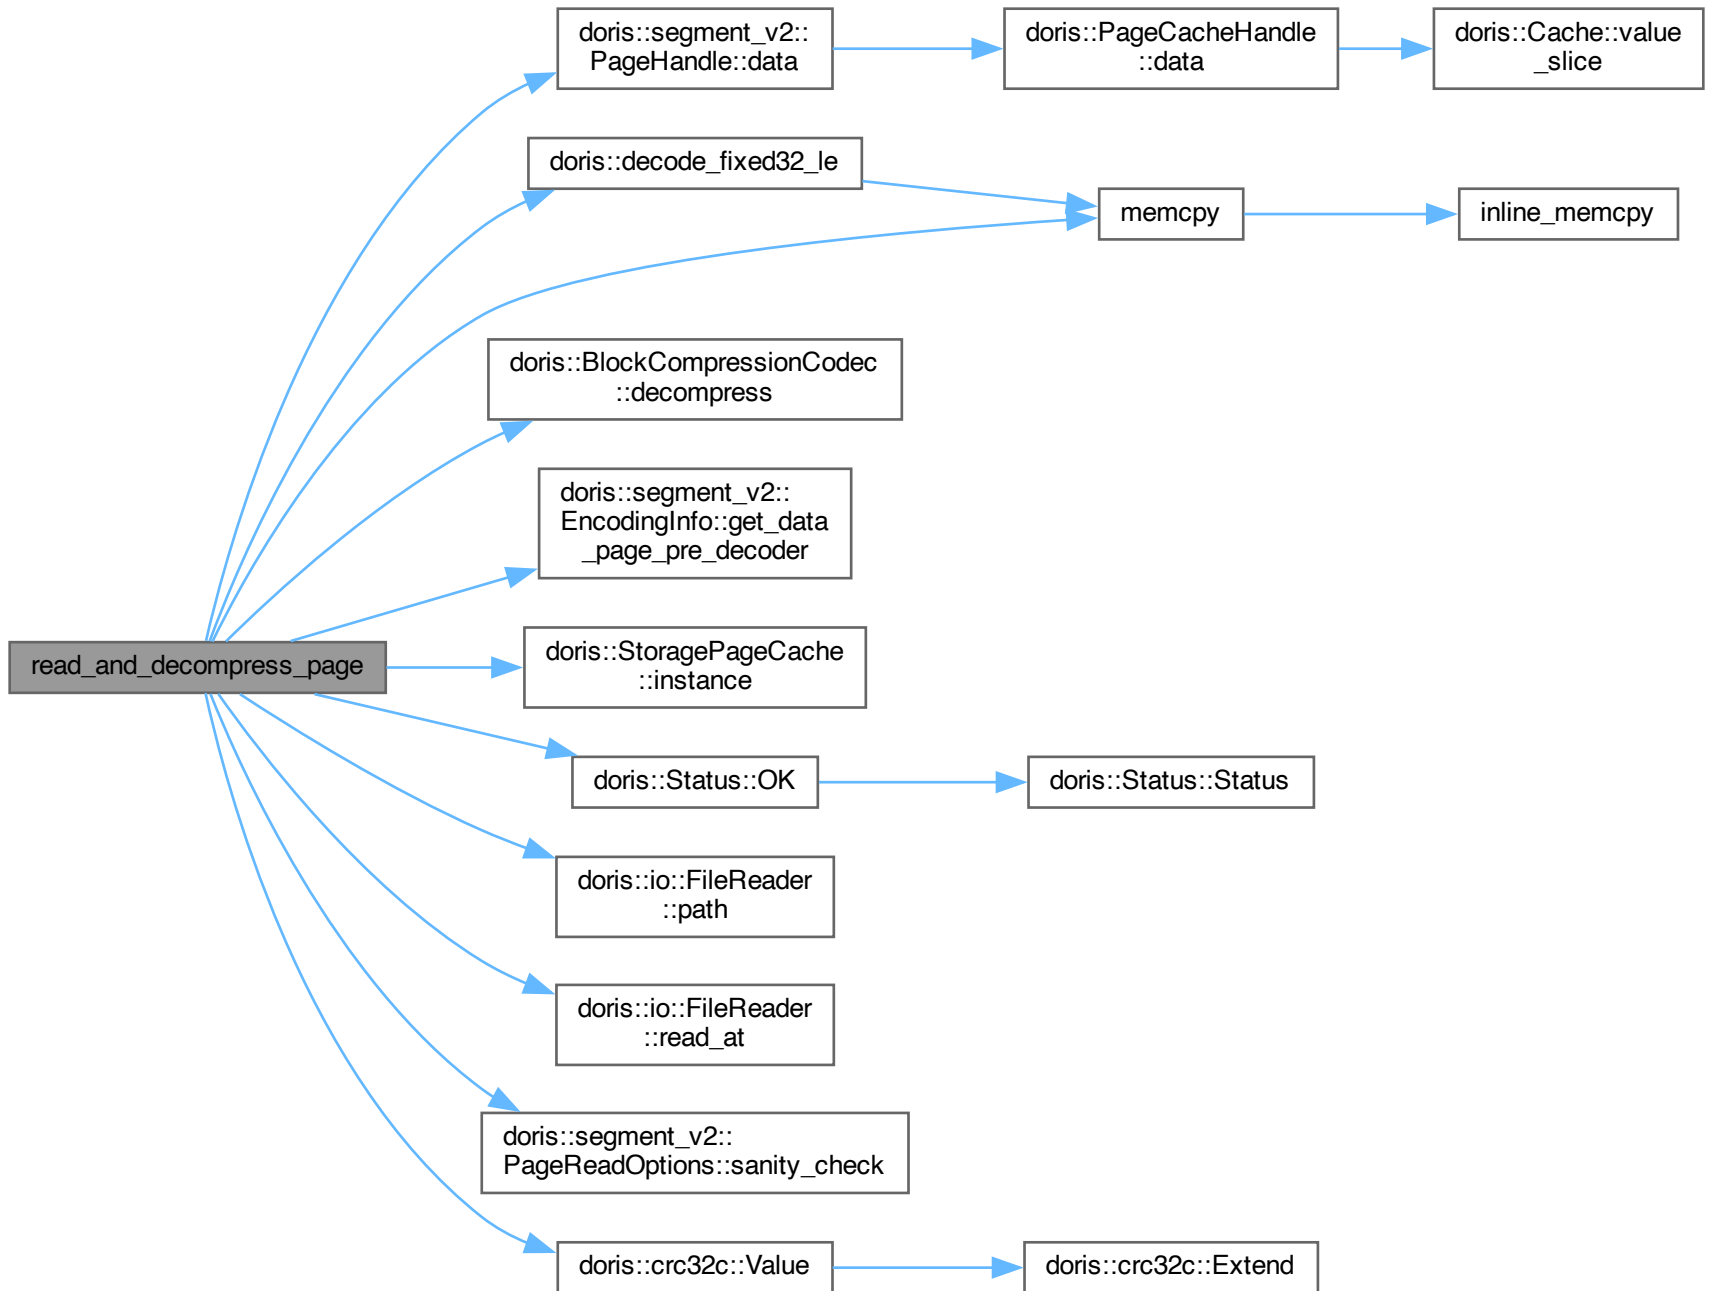 doris::segment_v2::
PageHandle::data
doris::PageCacheHandle
::data
doris::Cache::value
_slice
doris::decode_fixed32_le
memcpy
inline_memcpy
doris::BlockCompressionCodec
::decompress
doris::segment_v2::
EncodingInfo::get_data
_page_pre_decoder
read_and_decompress_page
doris::StoragePageCache
::instance
doris::Status::OK
doris::Status::Status
doris::io::FileReader
::path
doris::io::FileReader
::read_at
doris::segment_v2::
PageReadOptions::sanity_check
doris::crc32c::Value
doris::crc32c::Extend